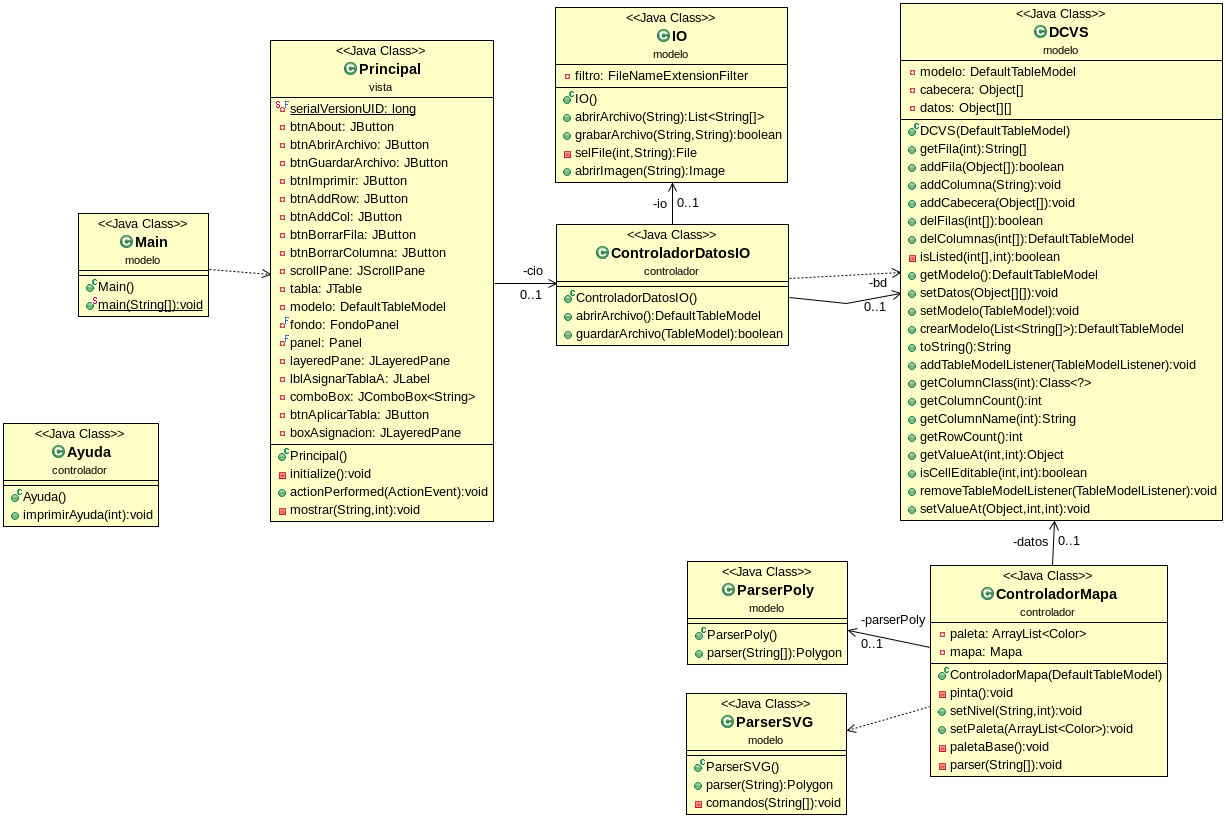 <<Java Class>>
Main
modelo
Main()
main(String[]):void
<<Java Class>>
Ayuda
controlador
Ayuda()
imprimirAyuda(int):void
<<Java Class>>
Principal
vista
serialVersionUID: long
btnAbout: JButton
btnAbrirArchivo: JButton
btnGuardarArchivo: JButton
btnImprimir: JButton
btnAddRow: JButton
btnAddCol: JButton
btnBorrarFila: JButton
btnBorrarColumna: JButton
scrollPane: JScrollPane
tabla: JTable
modelo: DefaultTableModel
fondo: FondoPanel
panel: Panel
layeredPane: JLayeredPane
lblAsignarTablaA: JLabel
comboBox: JComboBox<String>
btnAplicarTabla: JButton
boxAsignacion: JLayeredPane
Principal()
initialize():void
actionPerformed(ActionEvent):void
mostrar(String,int):void
-cio
0..1
<<Java Class>>
IO
modelo
filtro: FileNameExtensionFilter
IO()
abrirArchivo(String):List<String[]>
grabarArchivo(String,String):boolean
selFile(int,String):File
abrirImagen(String):Image
-io 0..1
<<Java Class>>
ControladorDatosIO
controlador
ControladorDatosIO()
abrirArchivo():DefaultTableModel
guardarArchivo(TableModel):boolean
-bd
0..1
<<Java Class>>
DCVS
modelo
modelo: DefaultTableModel
cabecera: Object[]
datos: Object[][]
DCVS(DefaultTableModel)
getFila(int):String[]
addFila(Object[]):boolean
addColumna(String):void
addCabecera(Object[]):void
delFilas(int[]):boolean
delColumnas(int[]):DefaultTableModel
isListed(int[],int):boolean
getModelo():DefaultTableModel
setDatos(Object[][]):void
setModelo(TableModel):void
crearModelo(List<String[]>):DefaultTableModel
toString():String
addTableModelListener(TableModelListener):void
getColumnClass(int):Class<?>
getColumnCount():int
getColumnName(int):String
getRowCount():int
getValueAt(int,int):Object
isCellEditable(int,int):boolean
removeTableModelListener(TableModelListener):void
setValueAt(Object,int,int):void
-datos 0..1
<<Java Class>>
ParserPoly
modelo
ParserPoly()
parser(String[]):Polygon
-parserPoly
0..1
<<Java Class>>
ControladorMapa
controlador
paleta: ArrayList<Color>
mapa: Mapa
ControladorMapa(DefaultTableModel)
pinta():void
setNivel(String,int):void
setPaleta(ArrayList<Color>):void
paletaBase():void
parser(String[]):void
<<Java Class>>
ParserSVG
modelo
ParserSVG()
parser(String):Polygon
comandos(String[]):void